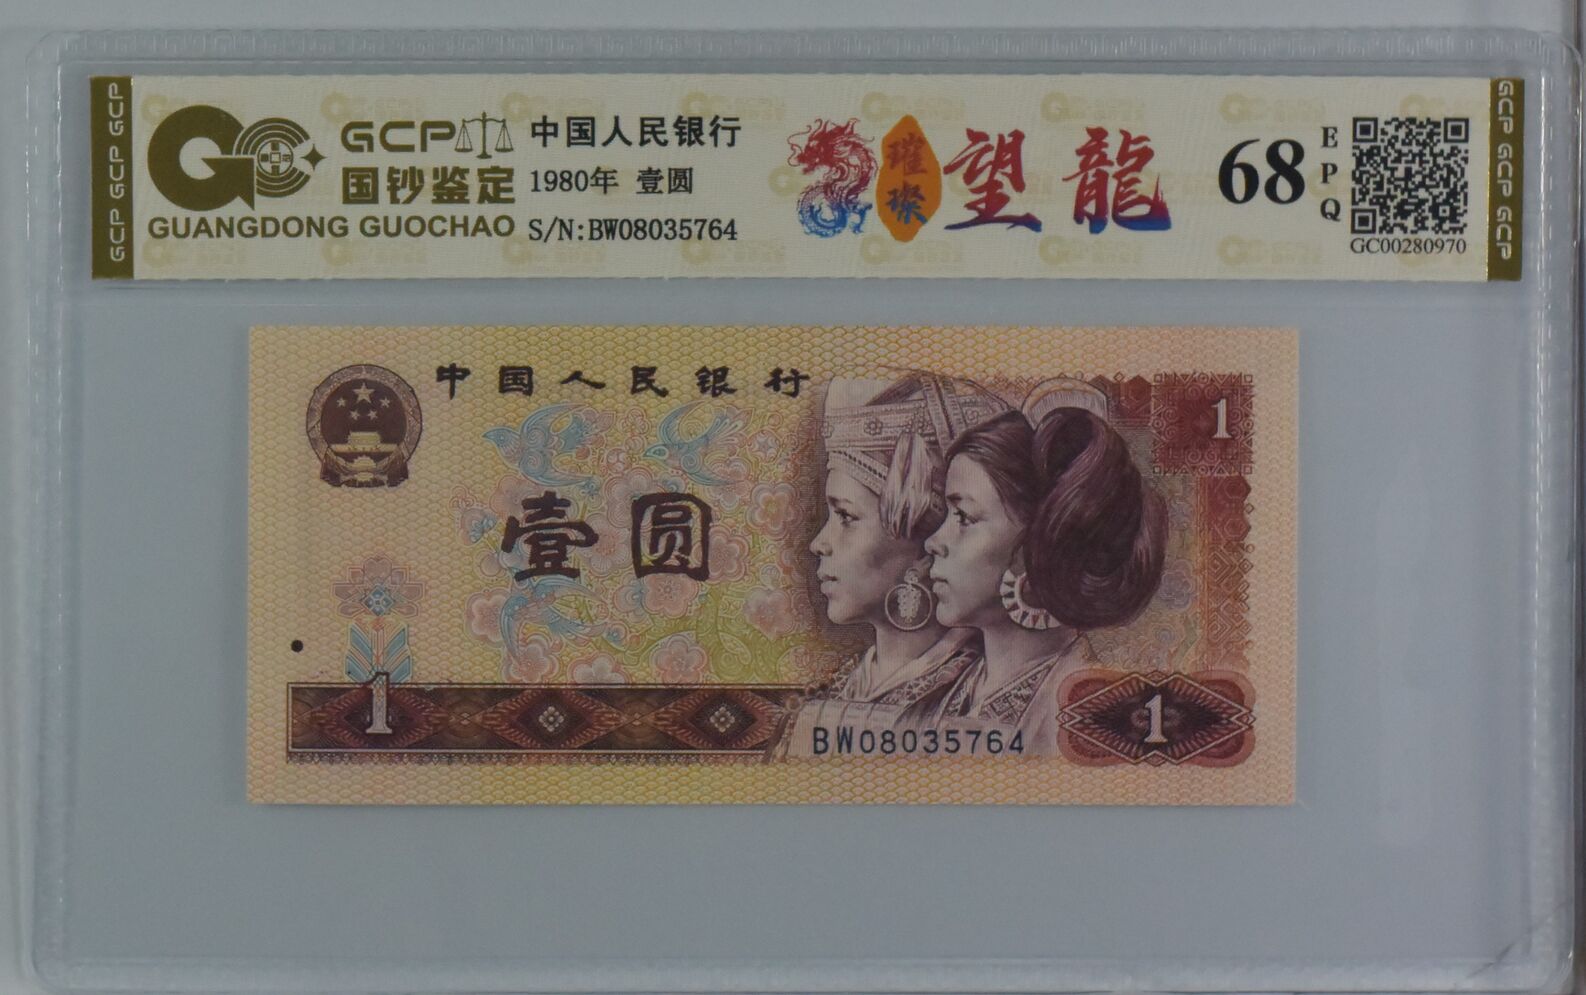 GCP GCP GCP
GCP
国钞鉴定
GUANGDONG GUOCHAO
中国人民银行
1980年 壹圆
S/N:BW08035764
璀璨
望龍
68
EPQ
GC00280970
GCP GCP GCP
中国人民银行
1
壹圆
1
BW08035764
1